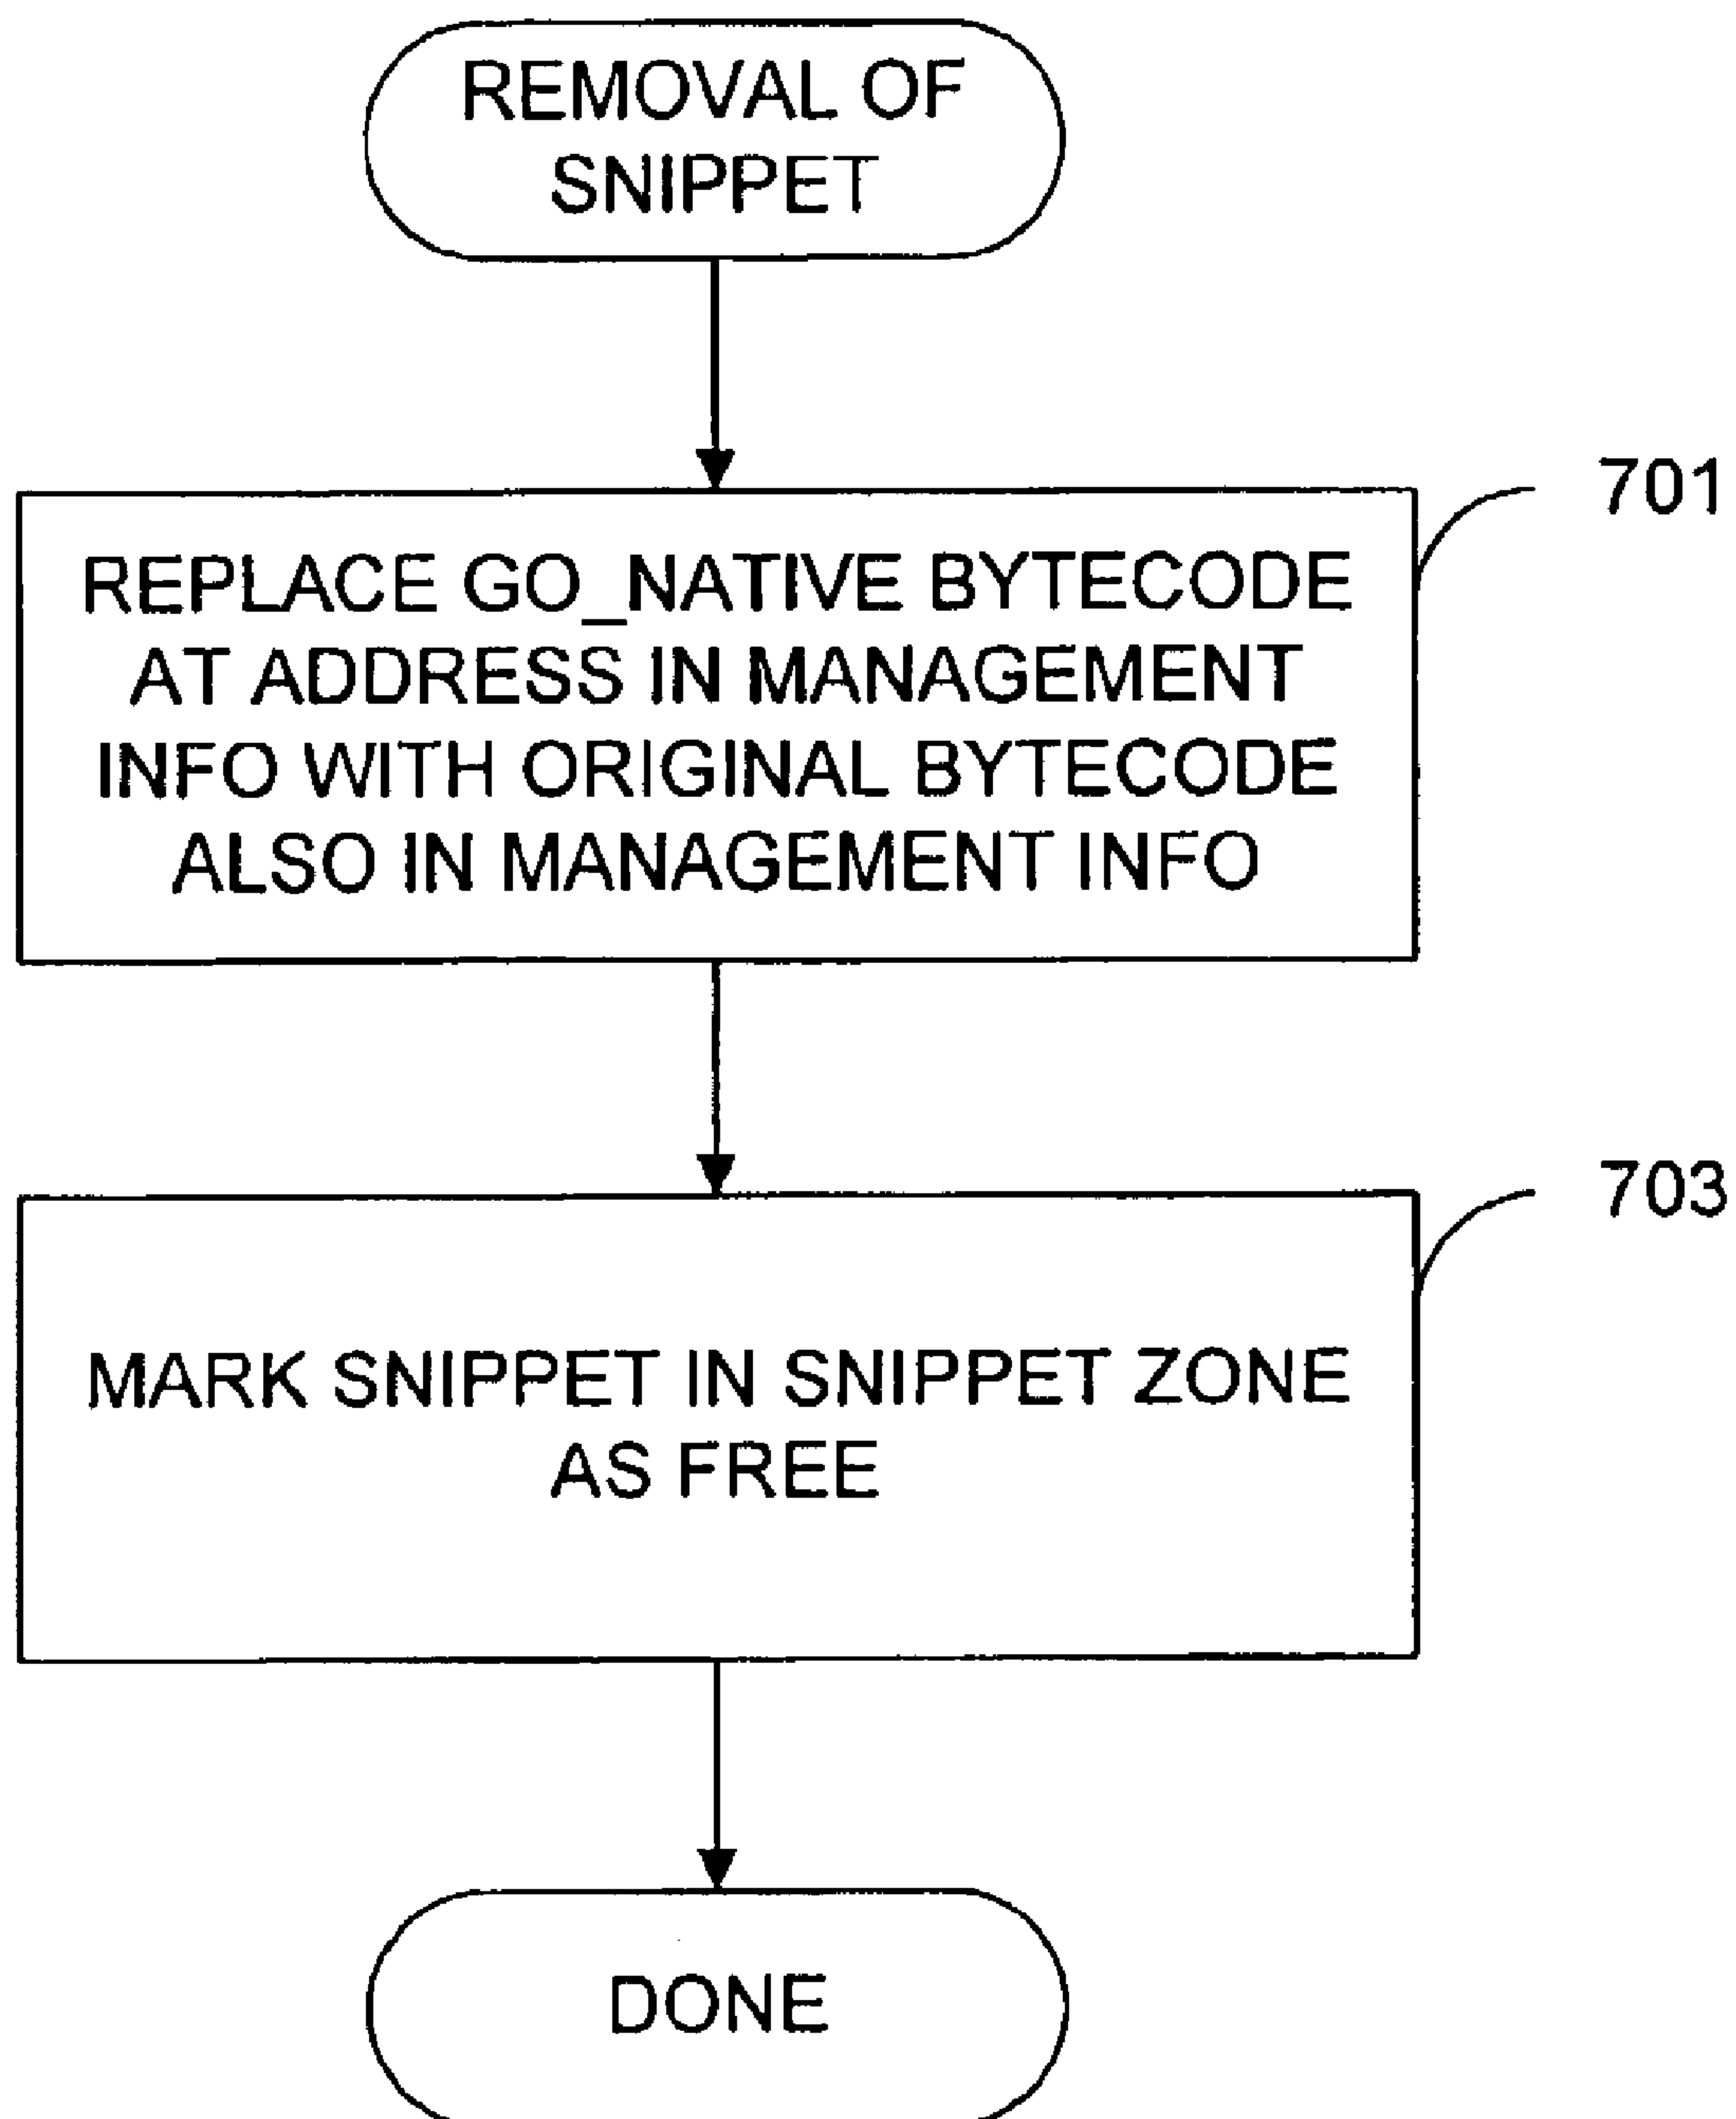 REMOVAL OF
SNIPPET
701
REPLACE GO_NATIVE BYTECODE
AT ADDRESS IN MANAGEMENT
INFO WITH ORIGINAL BYTECODE
ALSO IN MANAGEMENT INFO
703
MARK SNIPPET IN SNIPPET ZONE
AS FREE
DONE